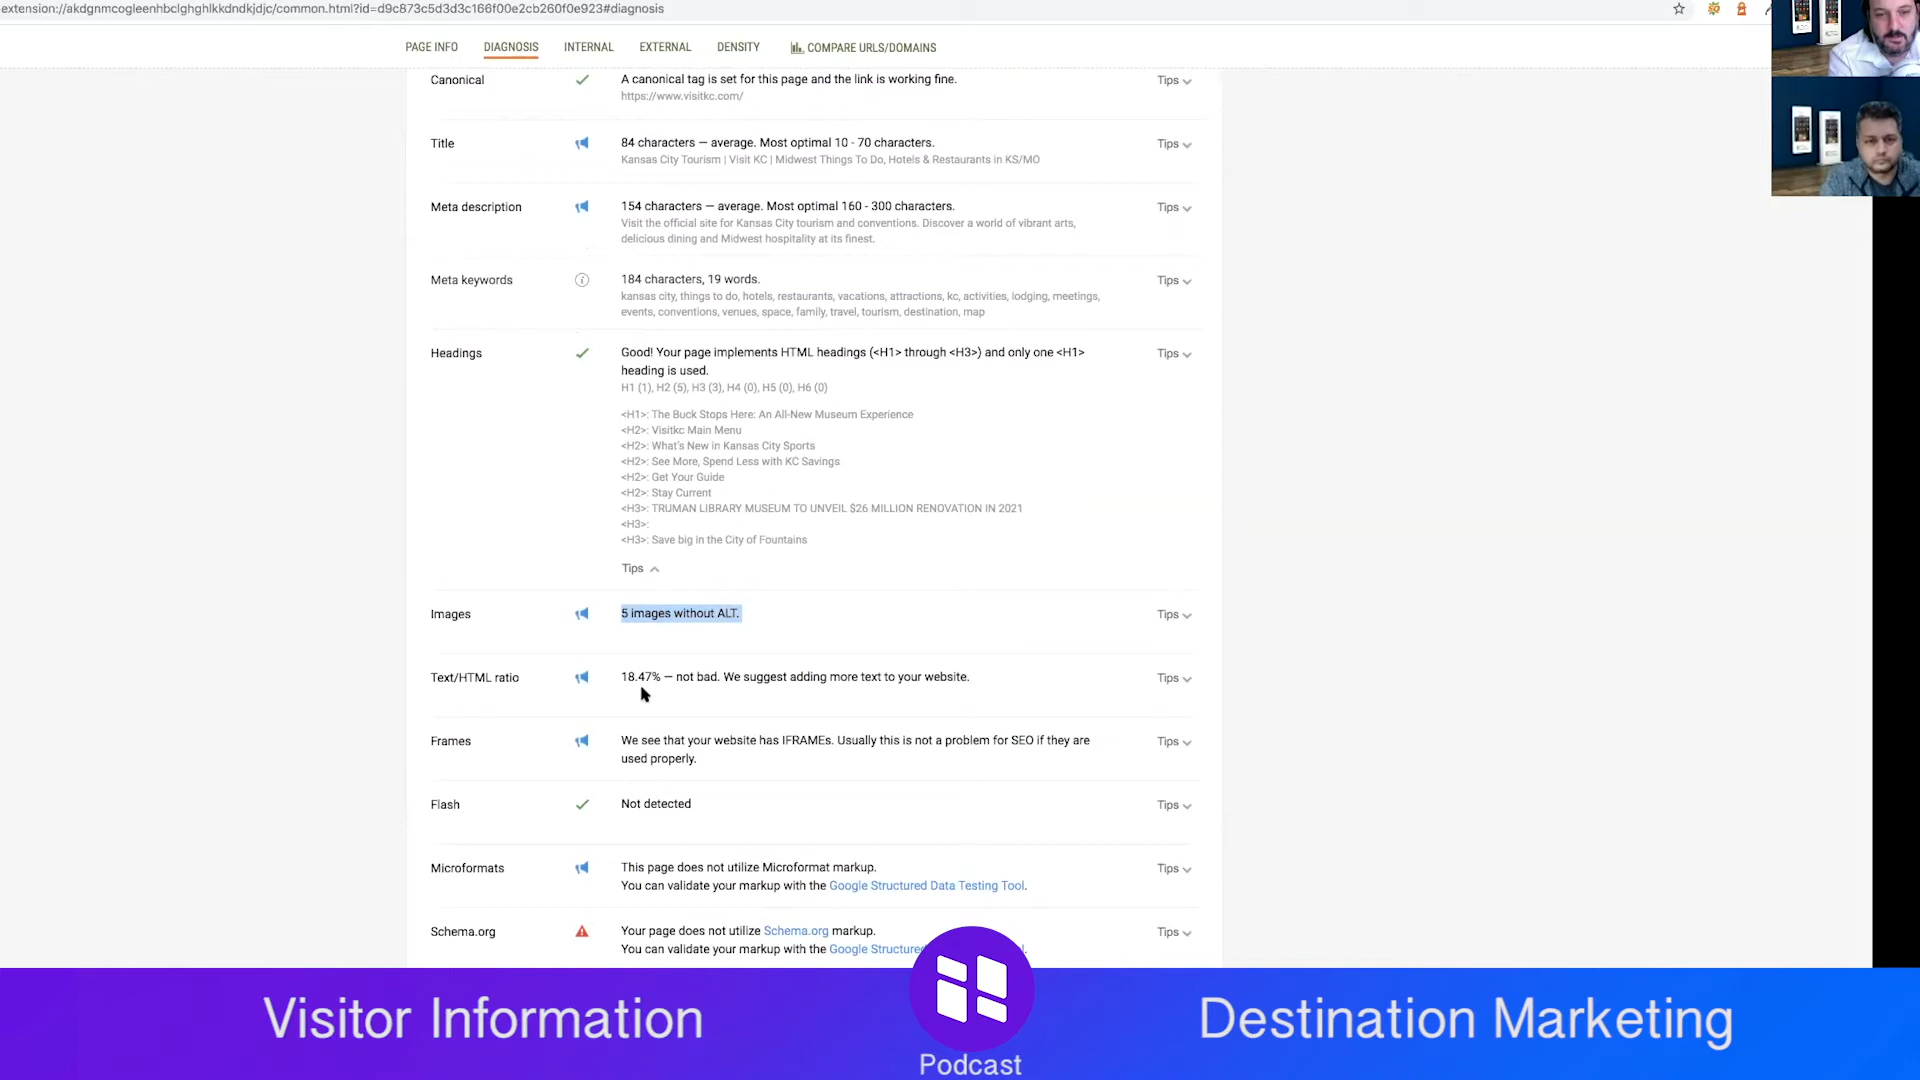 extension://akdgnmcogleenhbclghghlkkdndkjdjc/common.html?id=d9c873c5d3d3c166f00e2cb260f0e923#diagnosis
PAGE INFO DIAGNOSIS INTERNAL EXTERNAL DENSITY COMPARE URLS/DOMAINS
Canonical A canonical tag is set for this page and the link is working fine. Tips
https://www.visitkc.com/
Title 84 characters — average. Most optimal 10 - 70 characters. Tips
Kansas City Tourism | Visit KC | Midwest Things To Do, Hotels & Restaurants in KS/MO
Meta description 154 characters — average. Most optimal 160 - 300 characters. Tips
Visit the official site for Kansas City tourism and conventions. Discover a world of vibrant arts,
delicious dining and Midwest hospitality at its finest.
Meta keywords 184 characters, 19 words. Tips
kansas city, things to do, hotels, restaurants, vacations, attractions, kc, activities, lodging, meetings,
events, conventions, venues, space, family, travel, tourism, destination, map
Headings Good! Your page implements HTML headings (<H1> through <H3>) and only one <H1> Tips
heading is used.
H1 (1), H2 (5), H3 (3), H4 (0), H5 (0), H6 (0)
<H1>: The Buck Stops Here: An All-New Museum Experience
<H2>: Visitkc Main Menu
<H2>: What's New in Kansas City Sports
<H2>: See More, Spend Less with KC Savings
<H2>: Get Your Guide
<H2>: Stay Current
<H3>: TRUMAN LIBRARY MUSEUM TO UNVEIL $26 MILLION RENOVATION IN 2021
<H3>:
<H3>: Save big in the City of Fountains
Tips
Images 5 images without ALT. Tips
Text/HTML ratio 18.47% — not bad. We suggest adding more text to your website. Tips
Frames We see that your website has IFRAMEs. Usually this is not a problem for SEO if they are Tips
used properly.
Flash Not detected Tips
Microformats This page does not utilize Microformat markup. Tips
You can validate your markup with the Google Structured Data Testing Tool.
Schema.org Your page does not utilize Schema.org markup. Tips
You can validate your markup with the Google Structured l.
Visitor Information Destination Marketing
Podcast